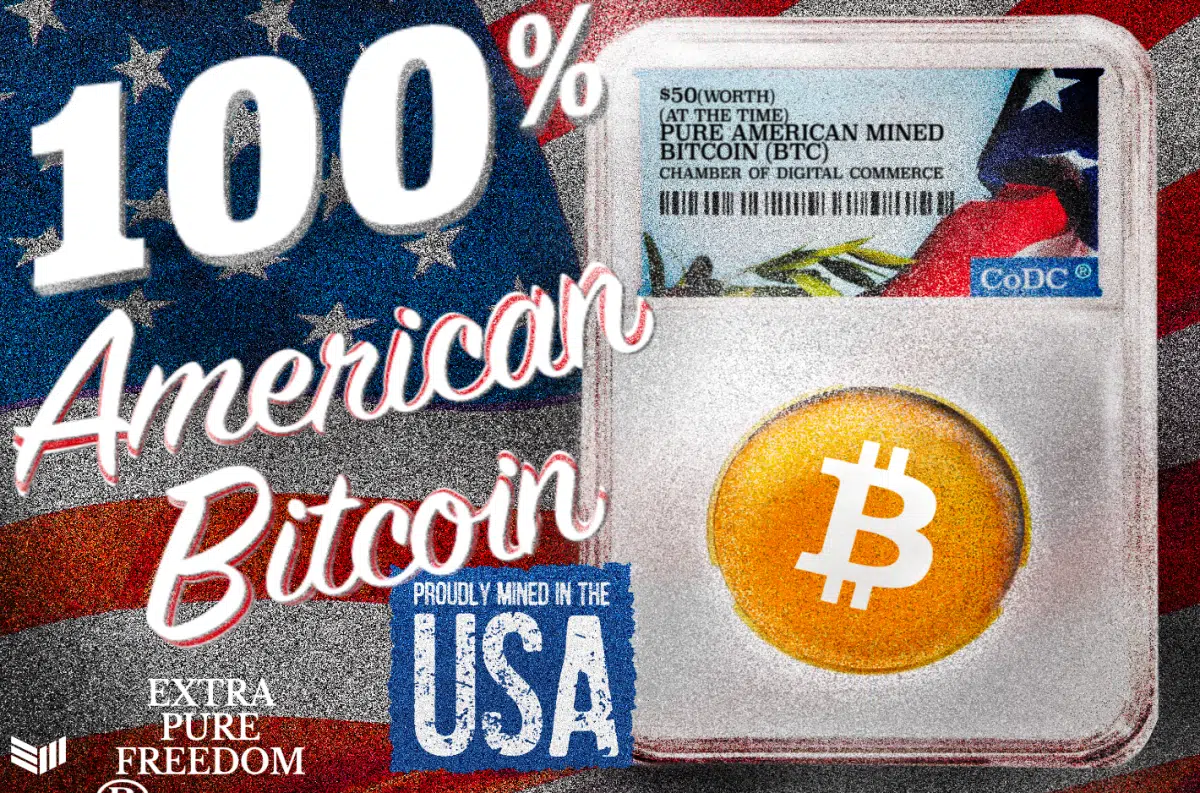 100%
American
Bitcoin
PROUDLY MINED IN THE
USA
EXTRA
PURE
FREEDOM
®
$50(WORTH)
(AT THE TIME)
PURE AMERICAN MINED
BITCOIN (BTC)
CHAMBER OF DIGITAL COMMERCE
CoDC ®
₿